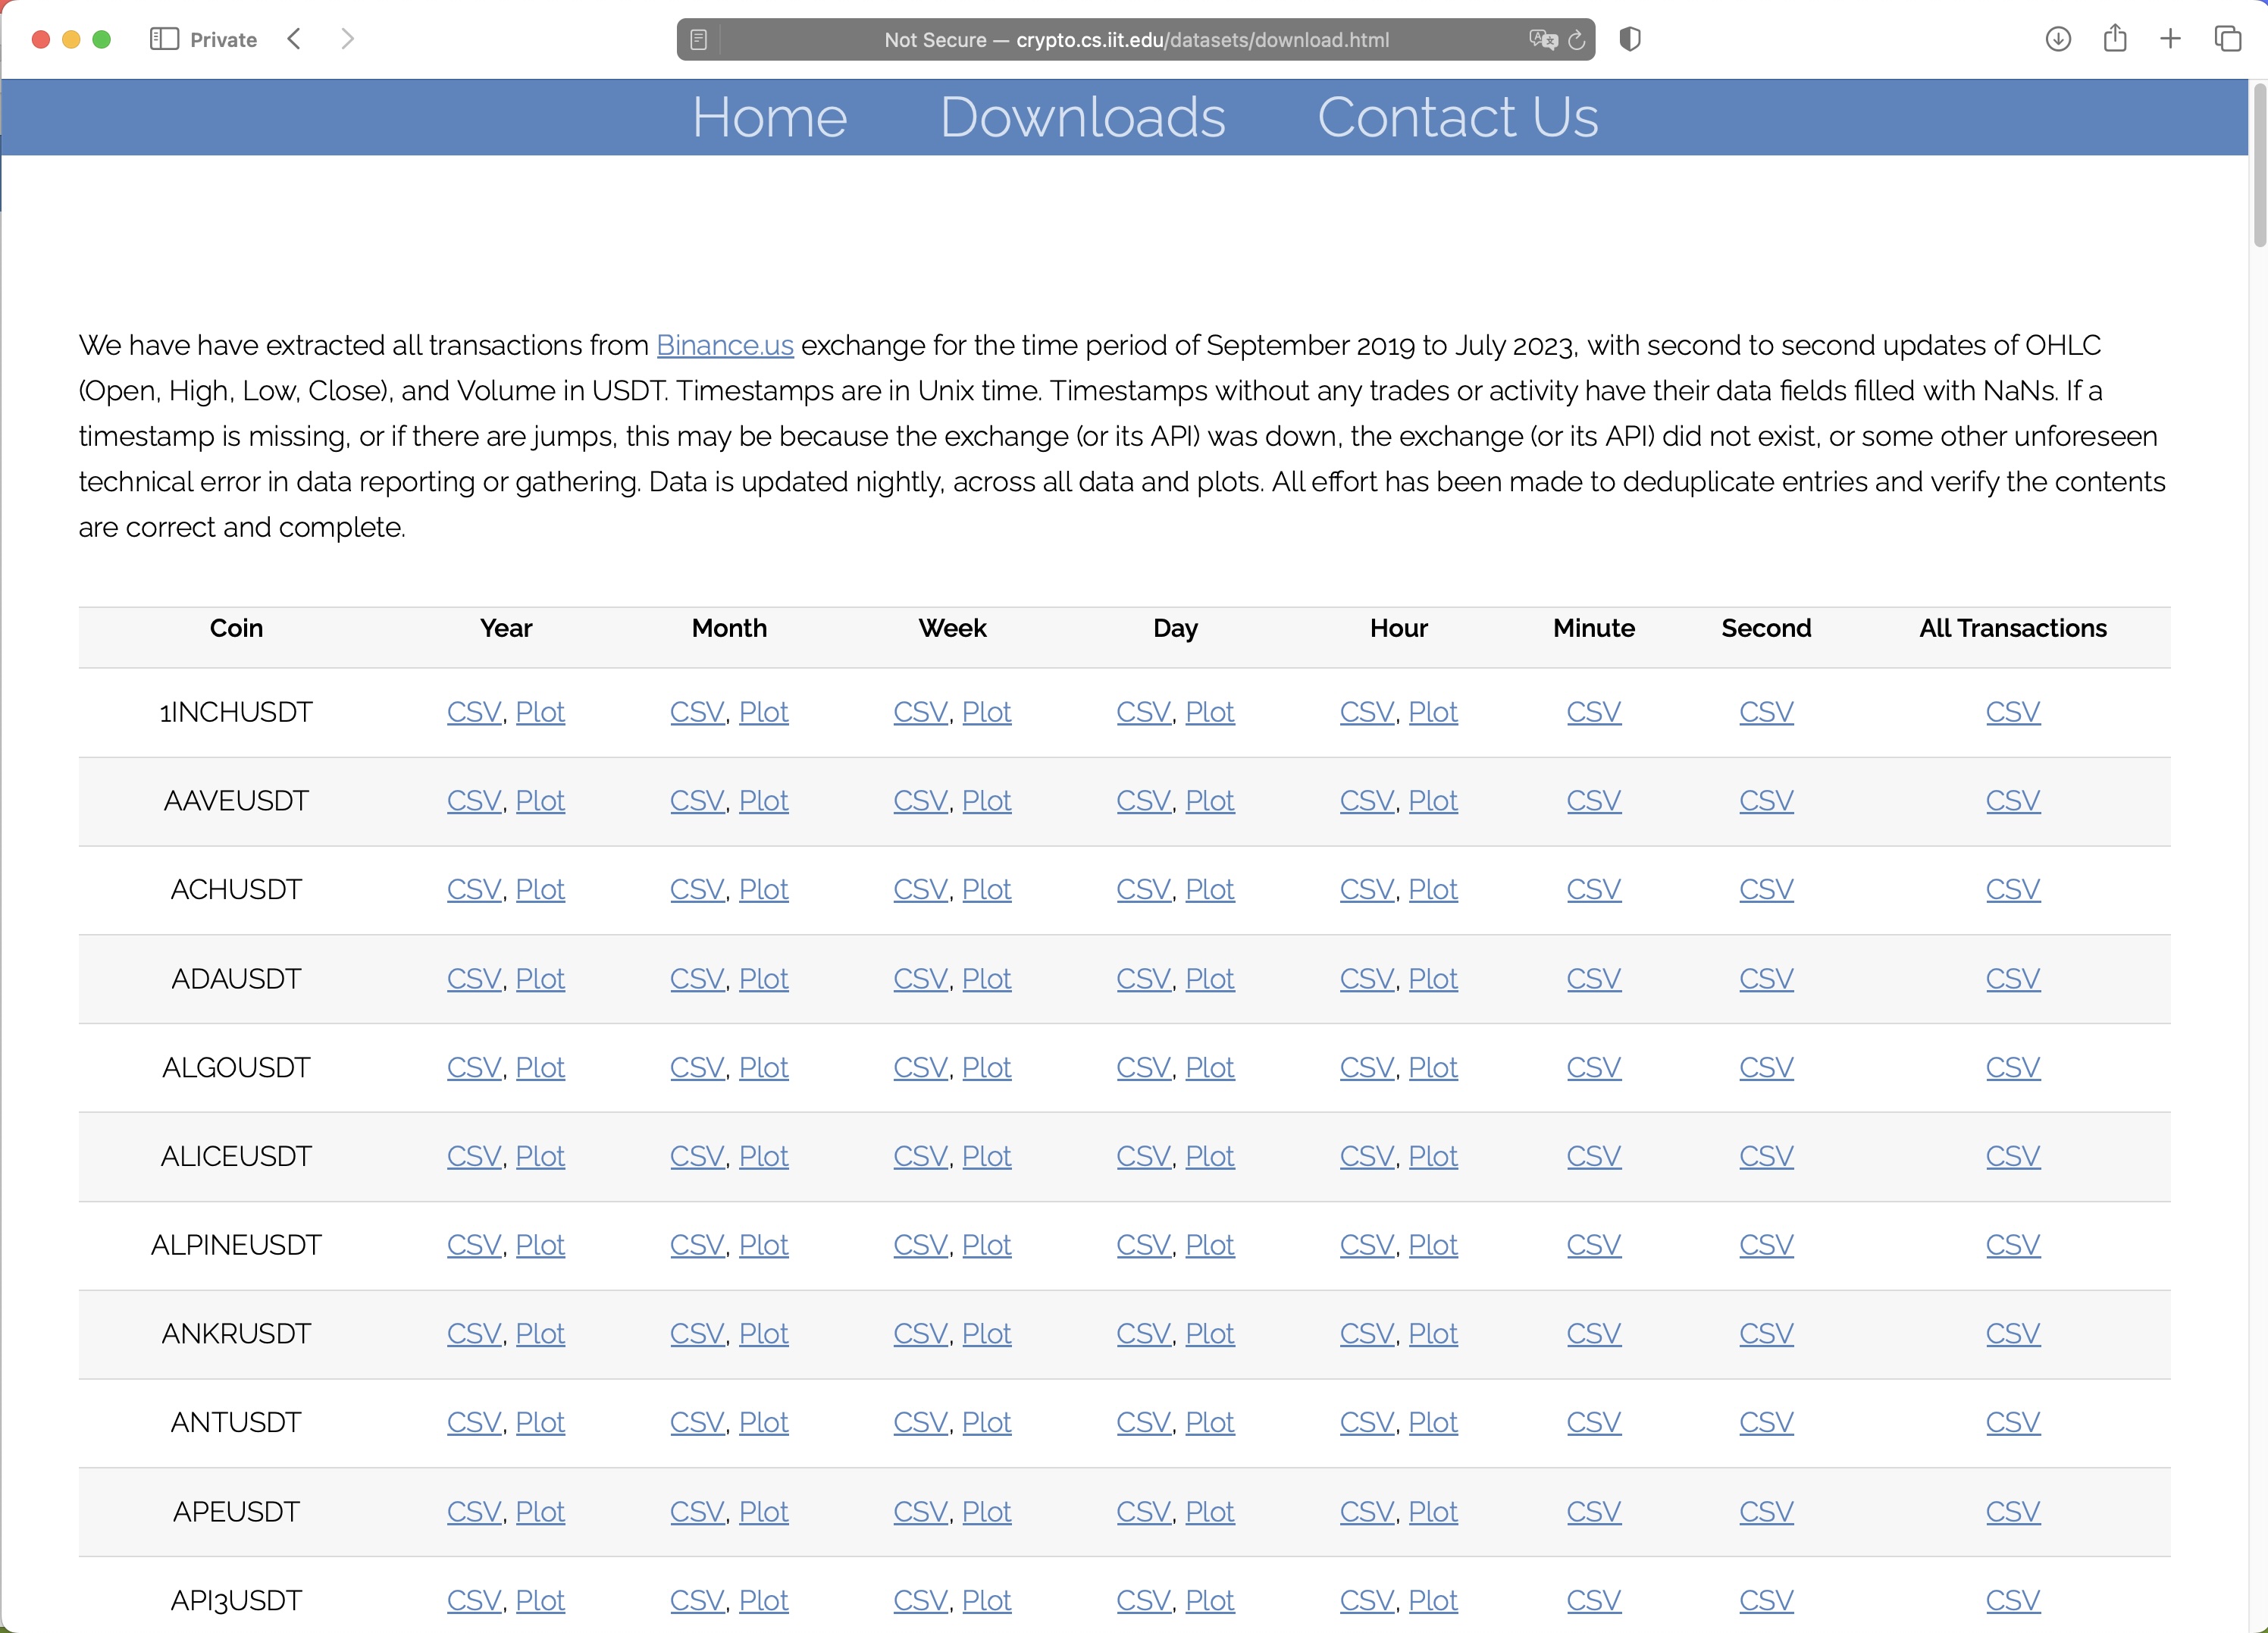 Private
Not Secure — crypto.cs.iit.edu/datasets/download.html
Home Downloads Contact Us
We have have extracted all transactions from Binance.us exchange for the time period of September 2019 to July 2023, with second to second updates of OHLC
(Open, High, Low, Close), and Volume in USDT. Timestamps are in Unix time. Timestamps without any trades or activity have their data fields filled with NaNs. If a
timestamp is missing, or if there are jumps, this may be because the exchange (or its API) was down, the exchange (or its API) did not exist, or some other unforeseen
technical error in data reporting or gathering. Data is updated nightly, across all data and plots. All effort has been made to deduplicate entries and verify the contents
are correct and complete.
Coin Year Month Week Day Hour Minute Second All Transactions
1INCHUSDT CSV, Plot CSV, Plot CSV, Plot CSV, Plot CSV, Plot CSV CSV CSV
AAVEUSDT CSV, Plot CSV, Plot CSV, Plot CSV, Plot CSV, Plot CSV CSV CSV
ACHUSDT CSV, Plot CSV, Plot CSV, Plot CSV, Plot CSV, Plot CSV CSV CSV
ADAUSDT CSV, Plot CSV, Plot CSV, Plot CSV, Plot CSV, Plot CSV CSV CSV
ALGOUSDT CSV, Plot CSV, Plot CSV, Plot CSV, Plot CSV, Plot CSV CSV CSV
ALICEUSDT CSV, Plot CSV, Plot CSV, Plot CSV, Plot CSV, Plot CSV CSV CSV
ALPINEUSDT CSV, Plot CSV, Plot CSV, Plot CSV, Plot CSV, Plot CSV CSV CSV
ANKRUSDT CSV, Plot CSV, Plot CSV, Plot CSV, Plot CSV, Plot CSV CSV CSV
ANTUSDT CSV, Plot CSV, Plot CSV, Plot CSV, Plot CSV, Plot CSV CSV CSV
APEUSDT CSV, Plot CSV, Plot CSV, Plot CSV, Plot CSV, Plot CSV CSV CSV
API3USDT CSV, Plot CSV, Plot CSV, Plot CSV, Plot CSV, Plot CSV CSV CSV